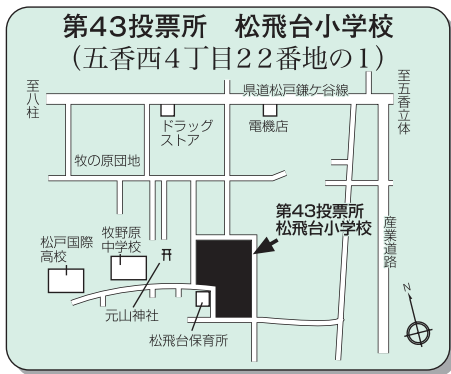 第43投票所　松飛台小学校
（五香西4丁目22番地の1）
至八柱
県道松戸鎌ケ谷線
至五香立体
ドラッグ
ストア
電機店
牧の原団地
第43投票所
松飛台小学校
産業道路
松戸国際
高校
牧野原
中学校
元山神社
松飛台保育所
N